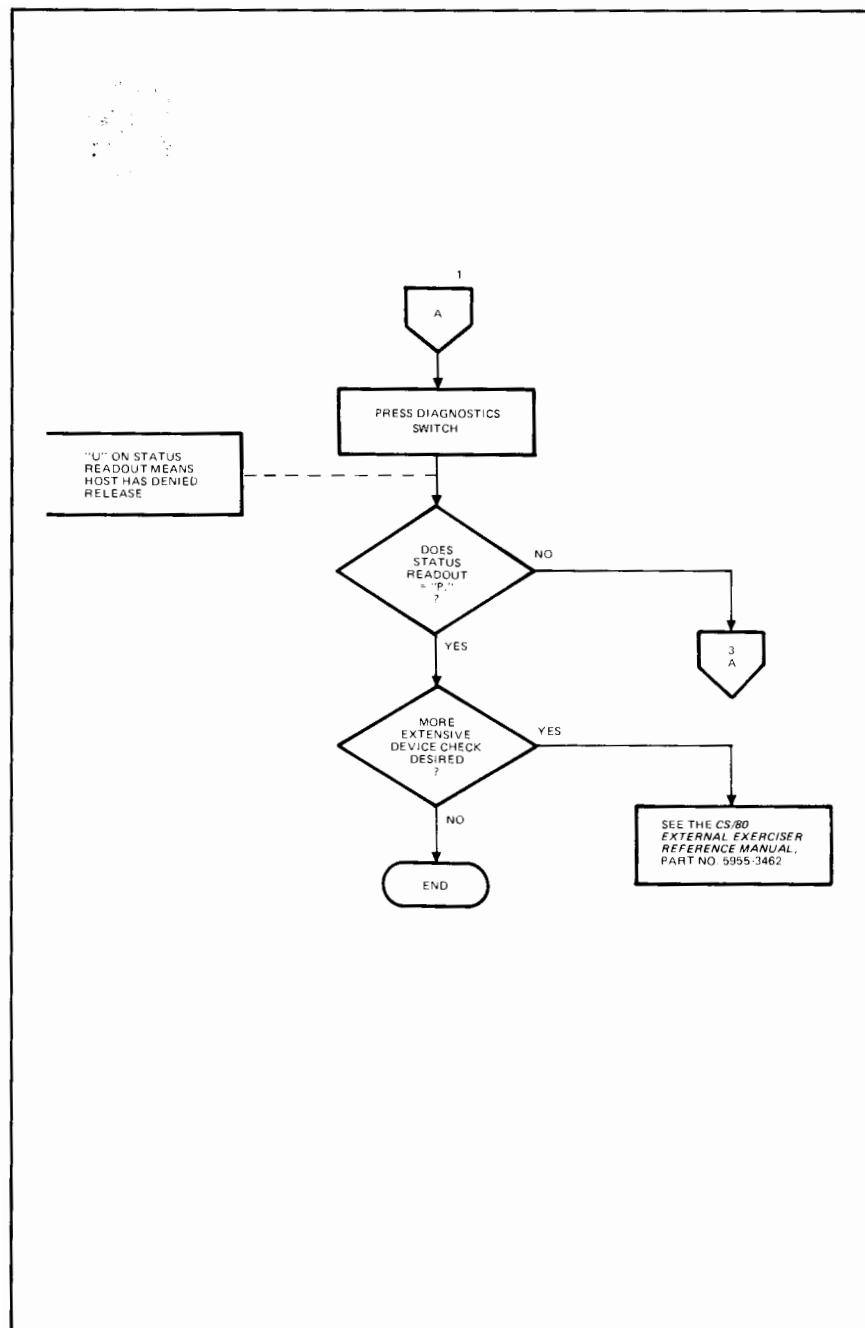 1
A
PRESS DIAGNOSTICS
SWITCH
"U" ON STATUS
READOUT MEANS
HOST HAS DENIED
RELEASE
DOES
STATUS
READOUT
= "P."
?
NO
YES
3
A
MORE
EXTENSIVE
DEVICE CHECK
DESIRED
?
YES
NO
SEE THE CS/80
EXTERNAL EXERCISER
REFERENCE MANUAL,
PART NO. 5955-3462
END